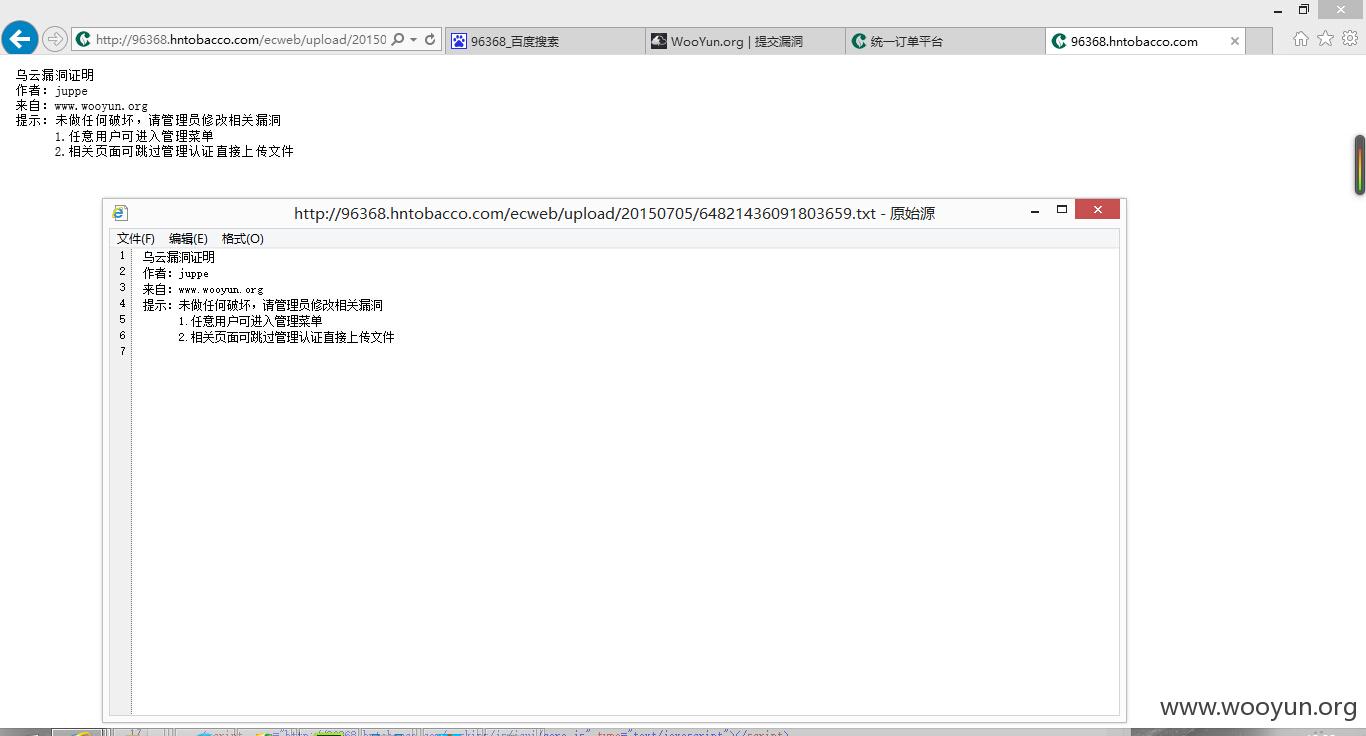 http://96368.hntobacco.com/ecweb/upload/20150
96368_百度搜索
WooYun.org | 提交漏洞
统一订单平台
96368.hntobacco.com
乌云漏洞证明
作者：juppe
来自：www.wooyun.org
提示：未做任何破坏，请管理员修改相关漏洞
1.任意用户可进入管理菜单
2.相关页面可跳过管理认证直接上传文件
http://96368.hntobacco.com/ecweb/upload/20150705/64821436091803659.txt - 原始源
文件(F) 编辑(E) 格式(O)
1 乌云漏洞证明
2 作者：juppe
3 来自：www.wooyun.org
4 提示：未做任何破坏，请管理员修改相关漏洞
5 1.任意用户可进入管理菜单
6 2.相关页面可跳过管理认证直接上传文件
7
www.wooyun.org
type="text/javascript"></script>